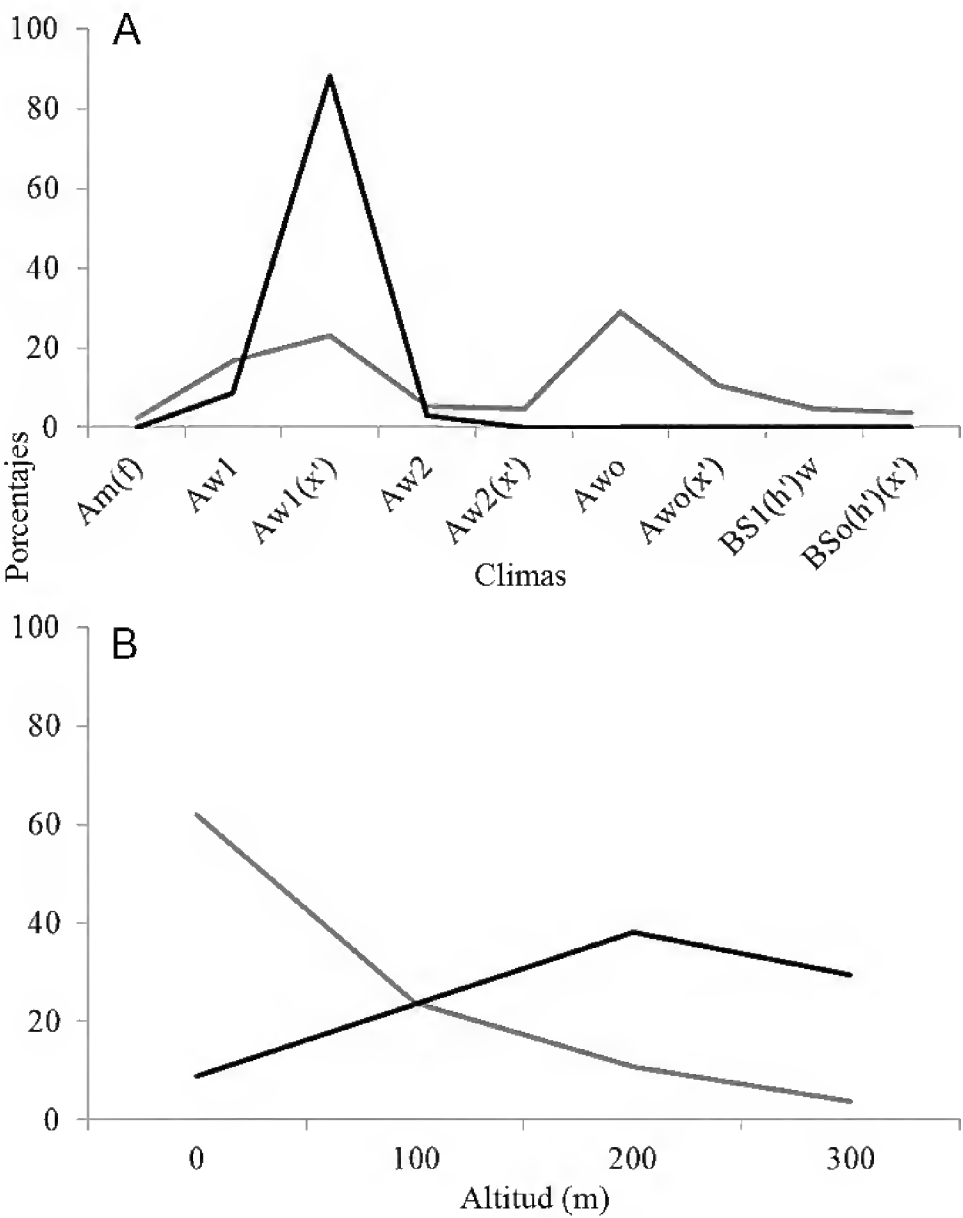 A
100
80
60
40
20
0
Porcentajes
Am(f)
Aw1
Aw1(x')
Aw2
Aw2(x')
Awo
Awo(x')
BS1(h')w
BSo(h')(x')
Climas
B
100
80
60
40
20
0
0 100 200 300
Altitud (m)